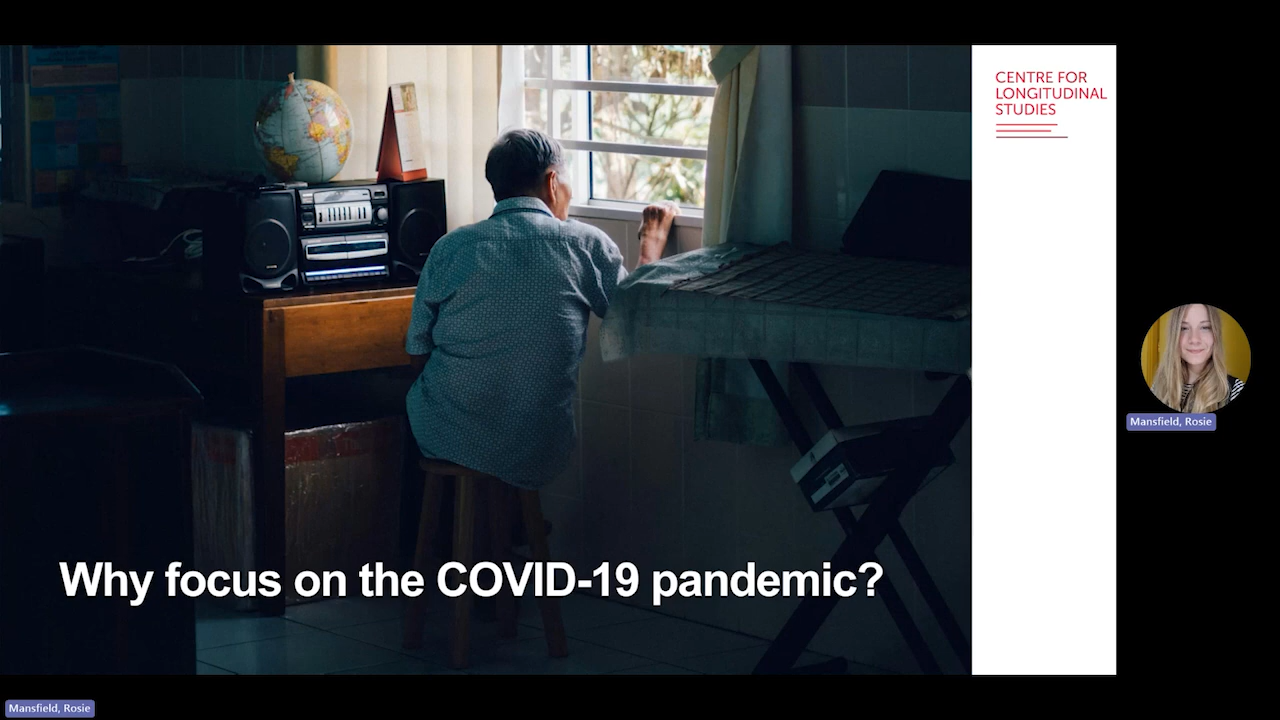 CENTRE FOR
LONGITUDINAL
STUDIES
Why focus on the COVID-19 pandemic?
Mansfield, Rosie
Mansfield, Rosie